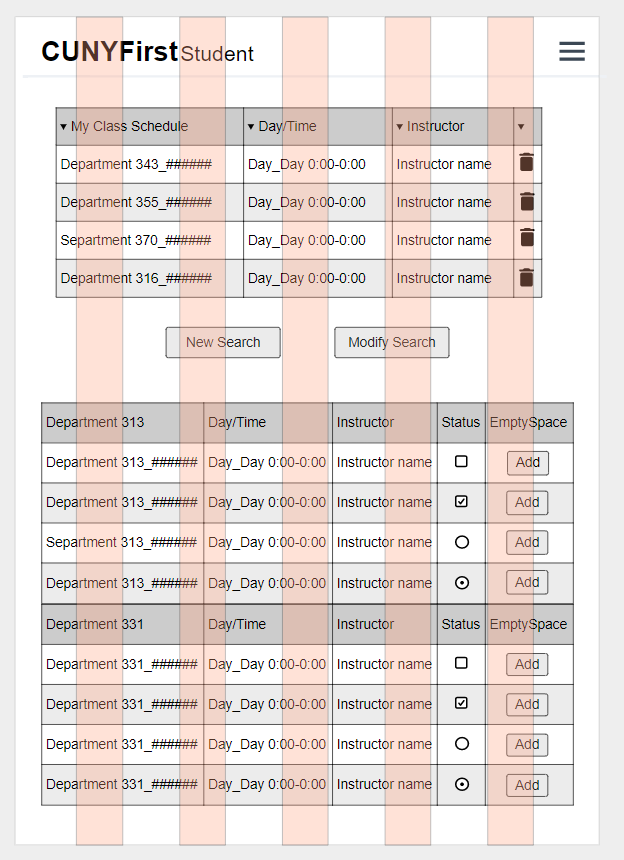 CUNYFirst Student
My Class Schedule Day/Time Instructor
Department 343_###### Day_Day 0:00-0:00 Instructor name
Department 355_###### Day_Day 0:00-0:00 Instructor name
Separtment 370_###### Day_Day 0:00-0:00 Instructor name
Department 316_###### Day_Day 0:00-0:00 Instructor name
New Search Modify Search
Department 313 Day/Time Instructor Status EmptySpace
Department 313_###### Day_Day 0:00-0:00 Instructor name Add
Department 313_###### Day_Day 0:00-0:00 Instructor name Add
Separtment 313_###### Day_Day 0:00-0:00 Instructor name Add
Department 313_###### Day_Day 0:00-0:00 Instructor name Add
Department 331 Day/Time Instructor Status EmptySpace
Department 331_###### Day_Day 0:00-0:00 Instructor name Add
Department 331_###### Day_Day 0:00-0:00 Instructor name Add
Department 331_###### Day_Day 0:00-0:00 Instructor name Add
Department 331_###### Day_Day 0:00-0:00 Instructor name Add